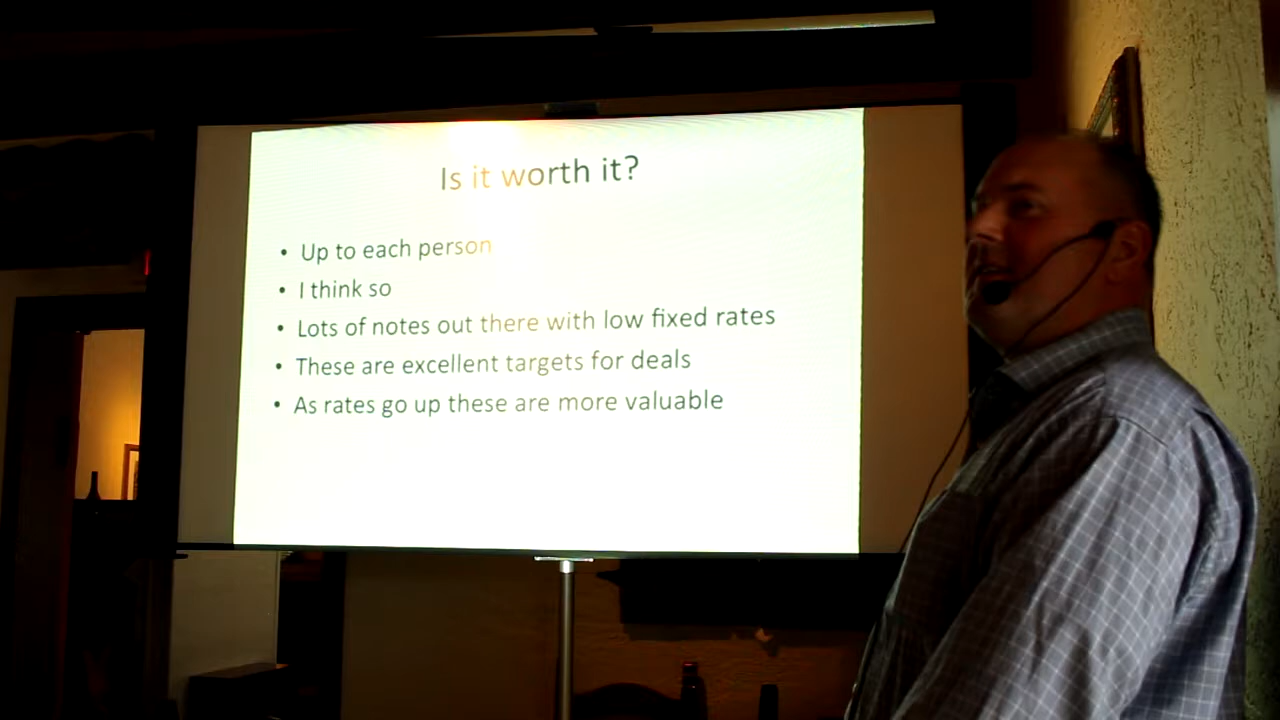 Is it worth it?
• Up to each person
• I think so
• Lots of notes out there with low fixed rates
• These are excellent targets for deals
• As rates go up these are more valuable